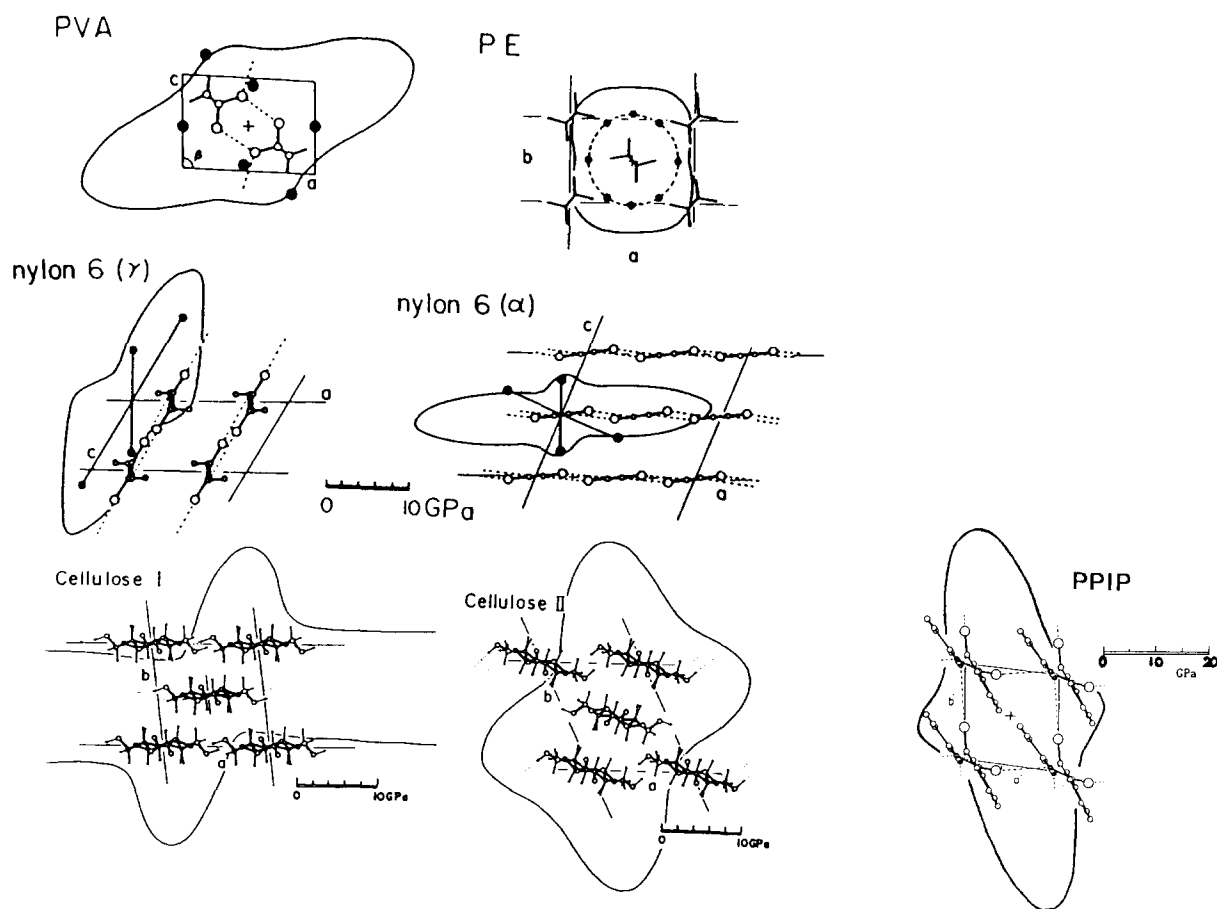 PVA
PE
c
β
a
b
a
nylon 6 (γ)
a
c
nylon 6 (α)
c
a
0 10GPa
Cellulose I
b
a
0 10GPa
Cellulose II
b
a
0 10GPa
PPIP
0 10 20
GPa
b
a